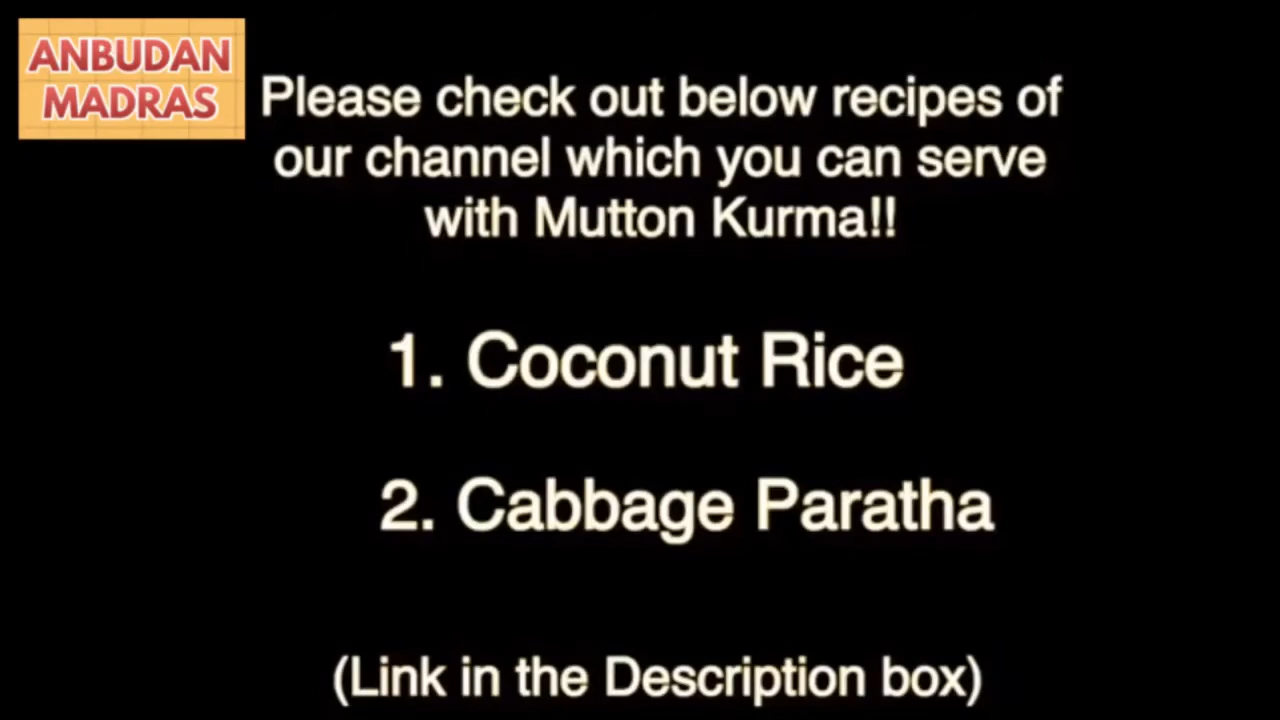 ANBUDAN
MADRAS
Please check out below recipes of
our channel which you can serve
with Mutton Kurma!!
1. Coconut Rice
2. Cabbage Paratha
(Link in the Description box)